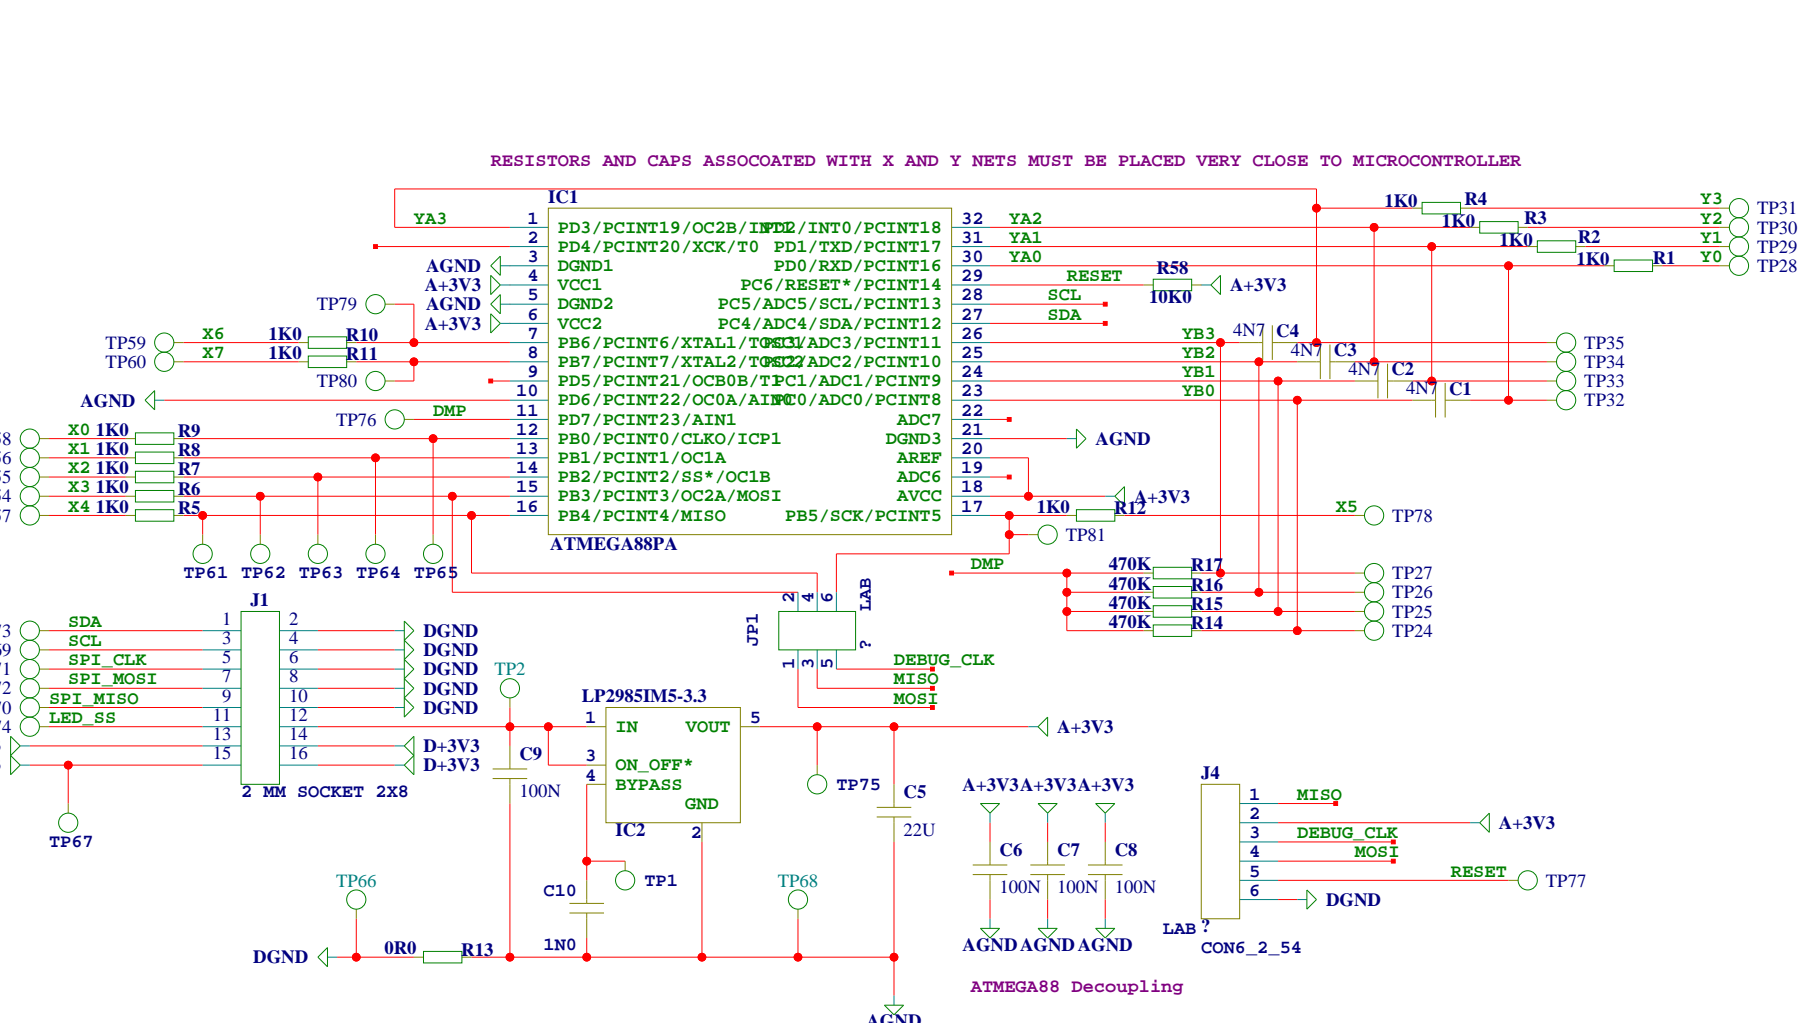 RESISTORS AND CAPS ASSOCOATED WITH X AND Y NETS MUST BE PLACED VERY CLOSE TO MICROCONTROLLER
IC1
YA3 1 PD3/PCINT19/OC2B/INT1 PD2/INT0/PCINT18 32 YA2
2 PD4/PCINT20/XCK/T0 PD1/TXD/PCINT17 31 YA1
AGND 3 DGND1 PD0/RXD/PCINT16 30 YA0
A+3V3 4 VCC1 PC6/RESET*/PCINT14 29 RESET R58 10K0 A+3V3
AGND 5 DGND2 PC5/ADC5/SCL/PCINT13 28 SCL
A+3V3 6 VCC2 PC4/ADC4/SDA/PCINT12 27 SDA
7 PB6/PCINT6/XTAL1/TOSC1 PC3/ADC3/PCINT11 26 YB3 4N7 C4 TP35
8 PB7/PCINT7/XTAL2/TOSC2 PC2/ADC2/PCINT10 25 YB2 4N7 C3 TP34
9 PD5/PCINT21/OCB0B/T1 PC1/ADC1/PCINT9 24 YB1 4N7 C2 TP33
AGND 10 PD6/PCINT22/OC0A/AIN0 PC0/ADC0/PCINT8 23 YB0 4N7 C1 TP32
TP76 DMP 11 PD7/PCINT23/AIN1 ADC7 22
12 PB0/PCINT0/CLKO/ICP1 DGND3 21 AGND
13 PB1/PCINT1/OC1A AREF 20
14 PB2/PCINT2/SS*/OC1B ADC6 19
15 PB3/PCINT3/OC2A/MOSI AVCC 18 A+3V3
16 PB4/PCINT4/MISO PB5/SCK/PCINT5 17 1K0 R12 X5 TP78
ATMEGA88PA
TP81
1K0 R4 Y3 TP31
1K0 R3 Y2 TP30
1K0 R2 Y1 TP29
1K0 R1 Y0 TP28
TP79
TP59 X6 1K0 R10
TP60 X7 1K0 R11
TP80
8 X0 1K0 R9
6 X1 1K0 R8
5 X2 1K0 R7
4 X3 1K0 R6
7 X4 1K0 R5
TP61 TP62 TP63 TP64 TP65
DMP 470K R17 TP27
470K R16 TP26
470K R15 TP25
470K R14 TP24
2 4 6 LAB
JP1 ?
1 3 5
DEBUG_CLK
MISO
MOSI
J1
3 SDA 1 2 DGND
9 SCL 3 4 DGND
1 SPI_CLK 5 6 DGND
2 SPI_MOSI 7 8 DGND
0 SPI_MISO 9 10 DGND
4 LED_SS 11 12
13 14 D+3V3
15 16 D+3V3
2 MM SOCKET 2X8
TP67
TP2
LP2985IM5-3.3
1 IN VOUT 5 A+3V3
3 ON_OFF*
4 BYPASS
GND
IC2 2
C9
100N
TP75
C5
22U
TP1
C10
1N0
TP66
TP68
DGND 0R0 R13
AGND
A+3V3 A+3V3 A+3V3
C6 C7 C8
100N 100N 100N
AGND AGND AGND
ATMEGA88 Decoupling
J4
1 MISO
2 A+3V3
3 DEBUG_CLK
4 MOSI
5 RESET TP77
6 DGND
LAB ?
CON6_2_54